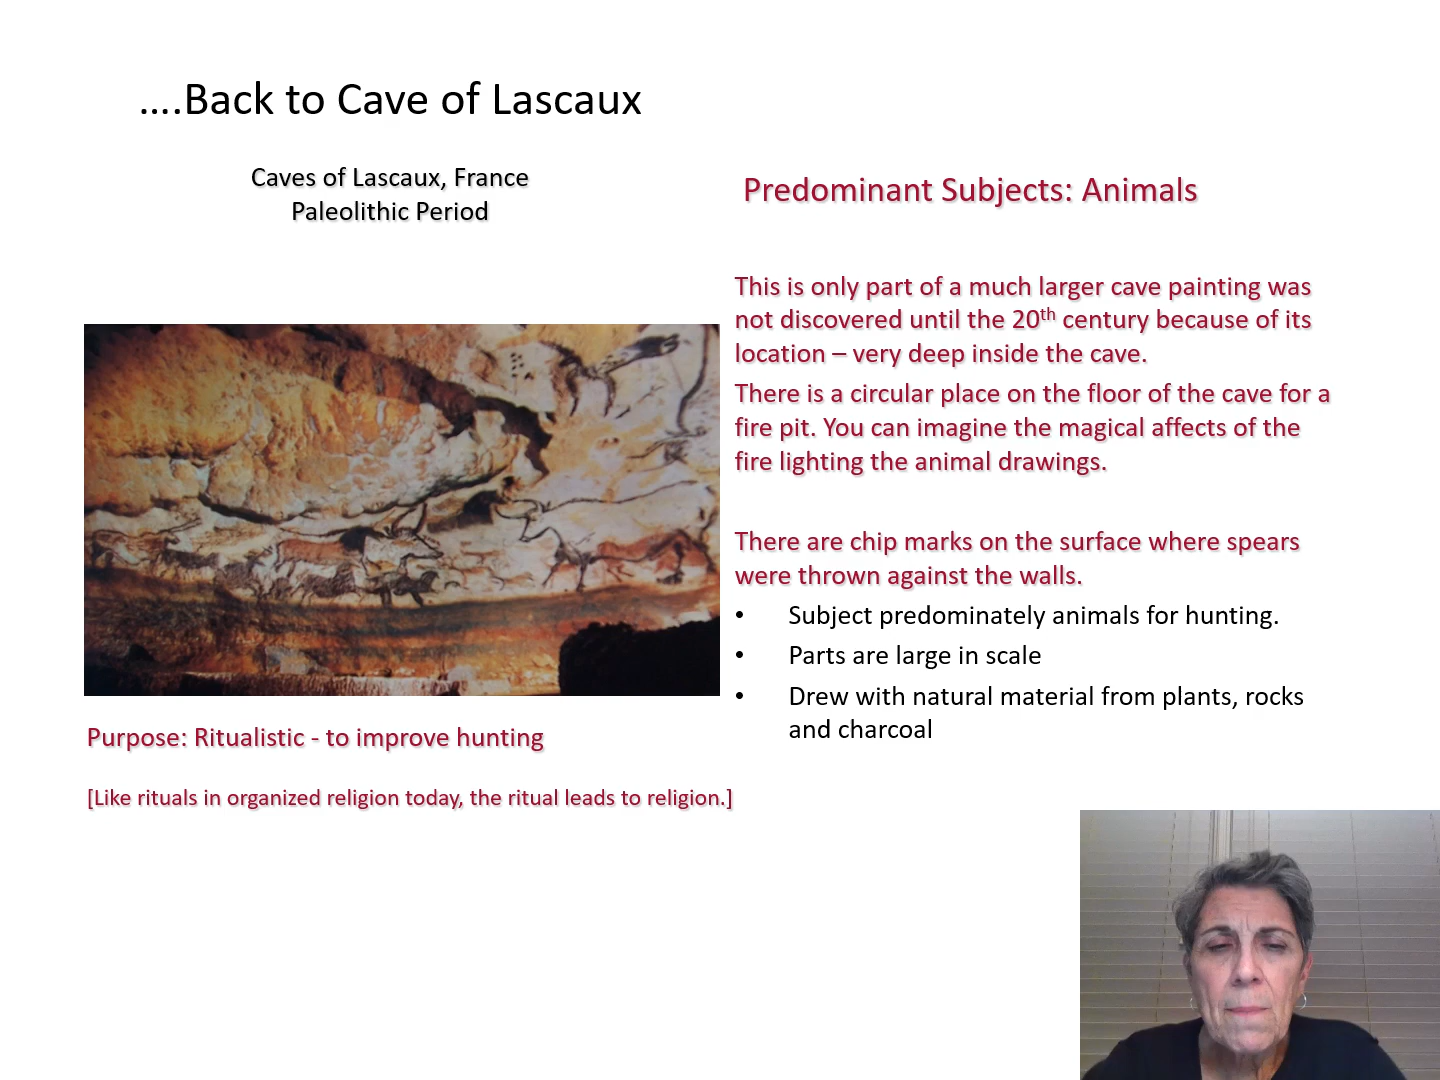 ....Back to Cave of Lascaux
Caves of Lascaux, France
Paleolithic Period
Predominant Subjects: Animals
This is only part of a much larger cave painting was
not discovered until the 20th century because of its
location – very deep inside the cave.
There is a circular place on the floor of the cave for a
fire pit. You can imagine the magical affects of the
fire lighting the animal drawings.
There are chip marks on the surface where spears
were thrown against the walls.
• Subject predominately animals for hunting.
• Parts are large in scale
• Drew with natural material from plants, rocks
and charcoal
Purpose: Ritualistic - to improve hunting
[Like rituals in organized religion today, the ritual leads to religion.]